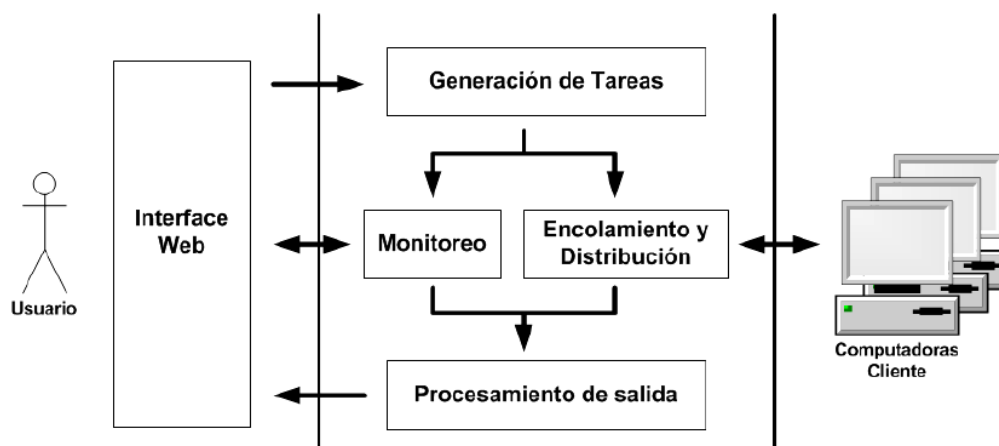 Generación de Tareas
Interface
Web
Monitoreo
Encolamiento y
Distribución
Usuario
Computadoras
Cliente
Procesamiento de salida